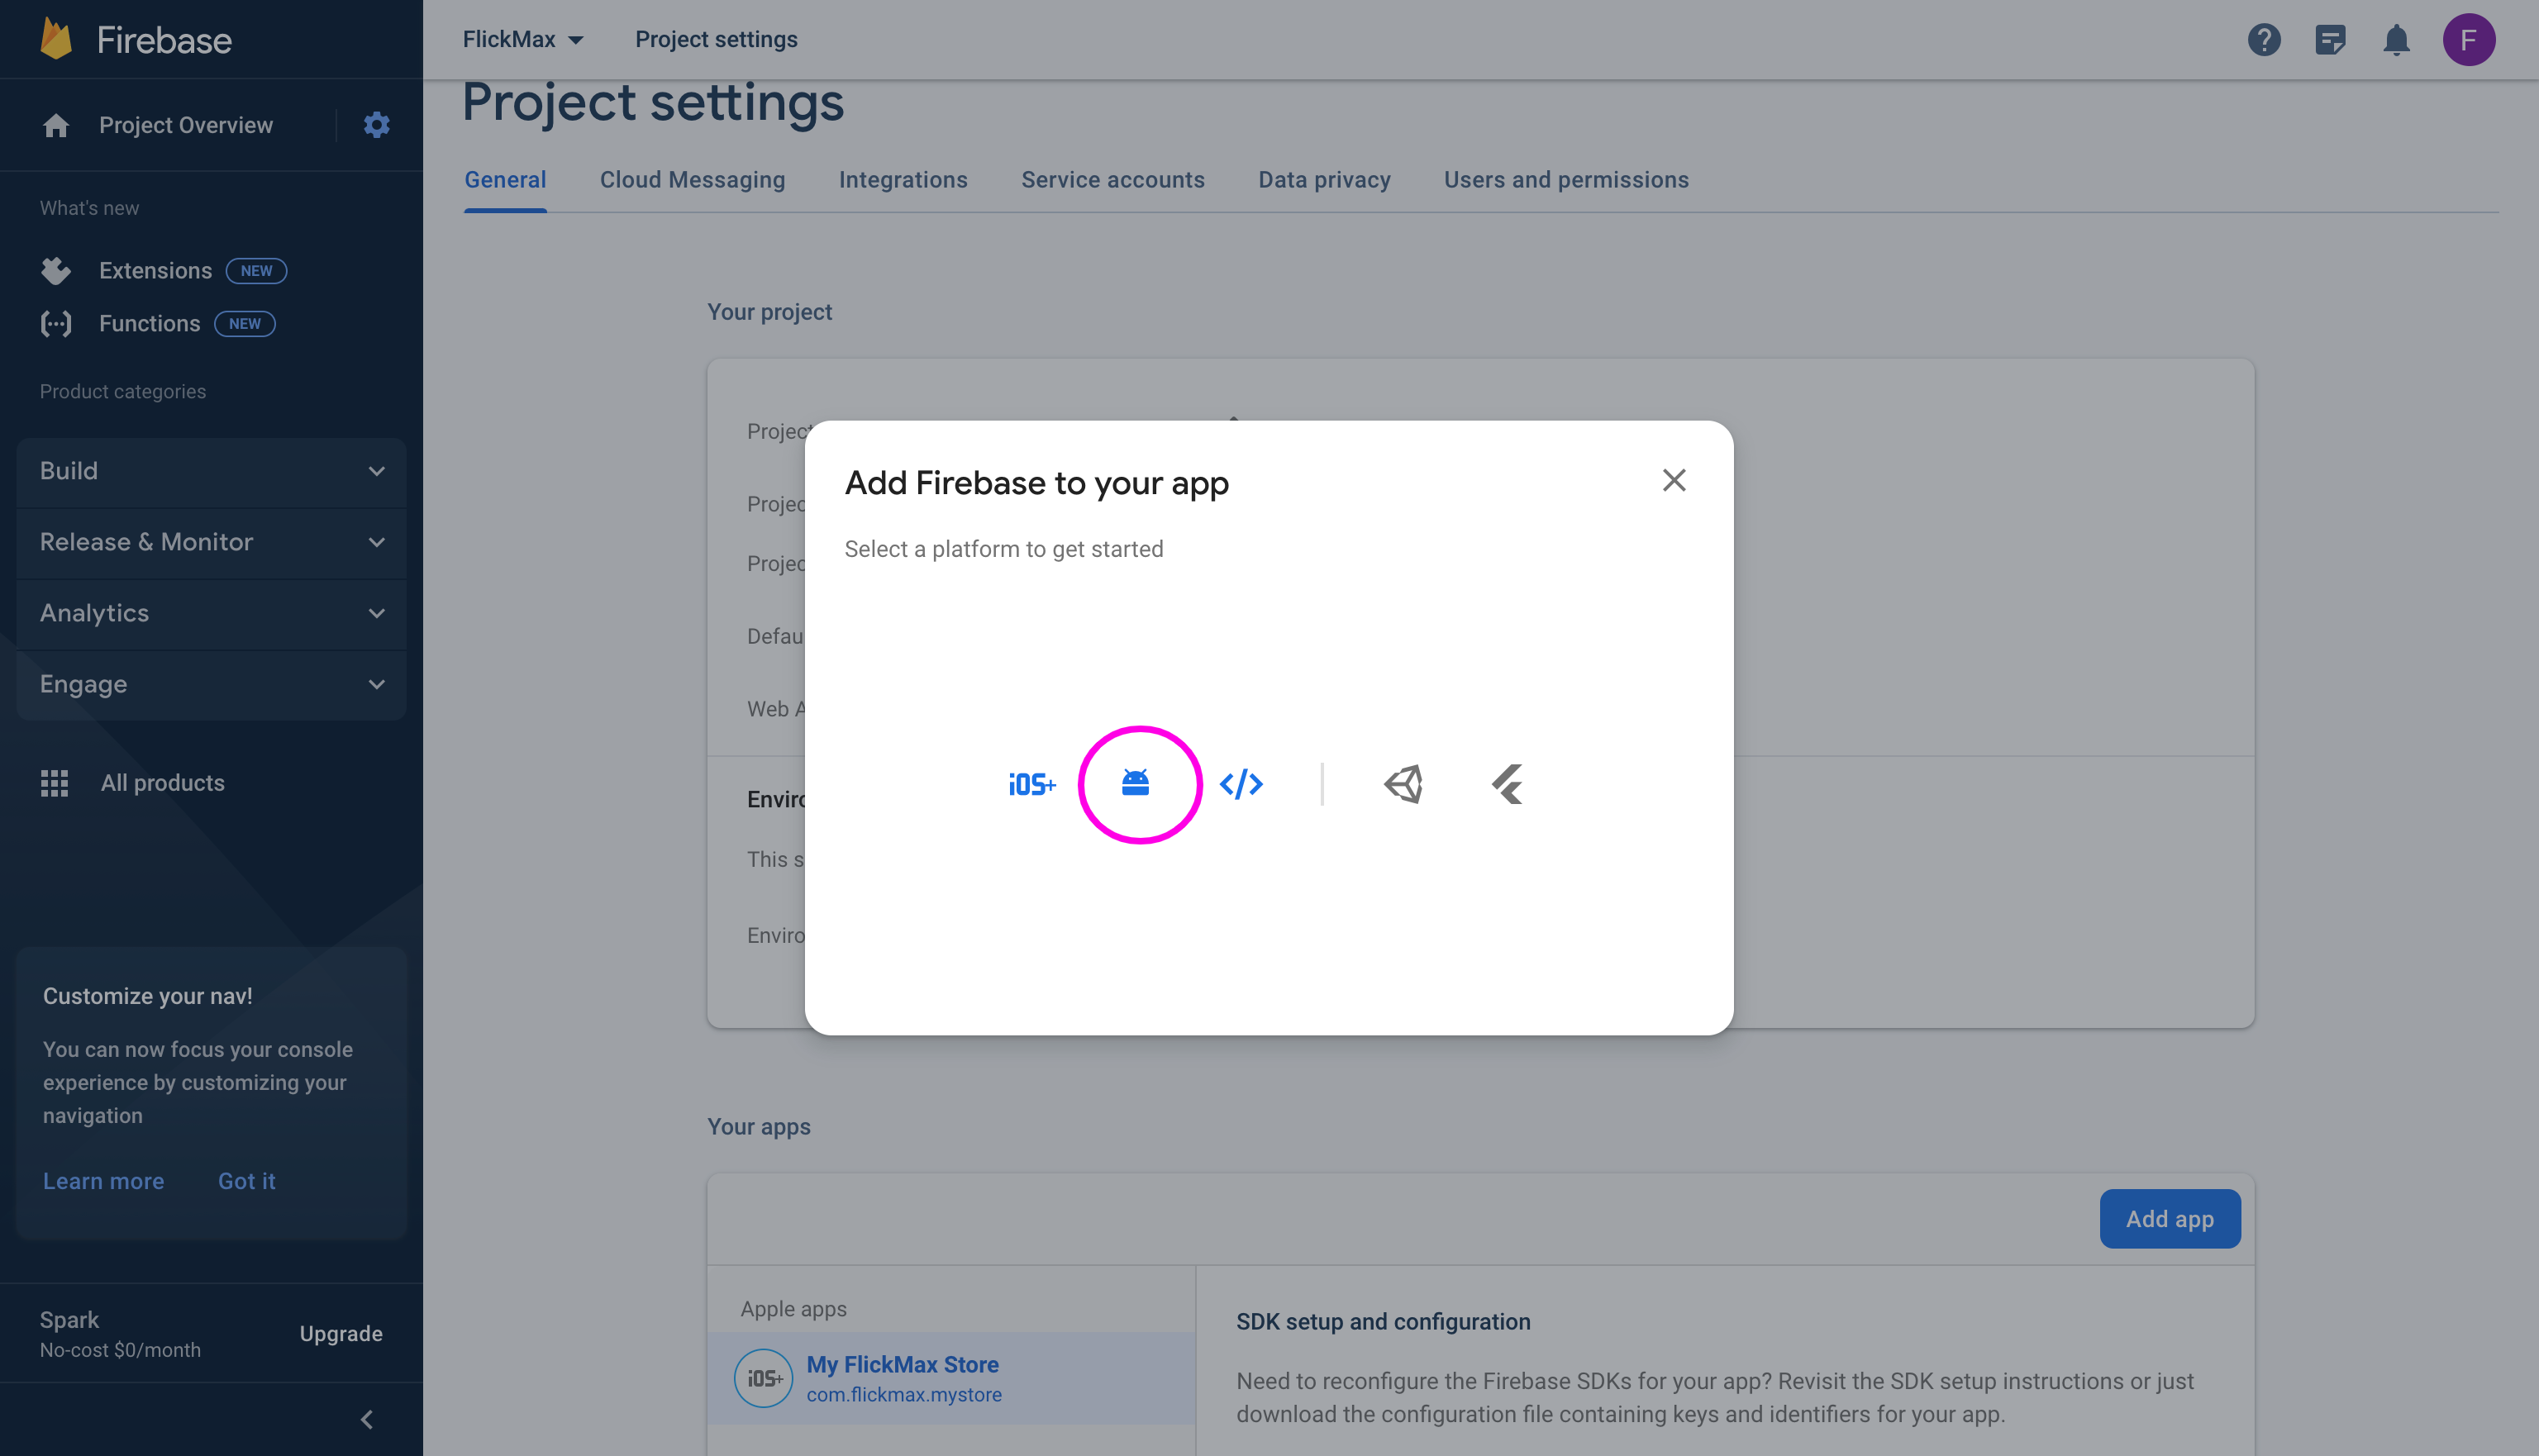 Firebase
Project Overview
What's new
Extensions NEW
Functions NEW
Product categories
Build
Release & Monitor
Analytics
Engage
All products
Customize your nav!
You can now focus your console
experience by customizing your
navigation
Learn more Got it
Spark
No-cost $0/month
Upgrade
FlickMax Project settings
F
Project settings
General Cloud Messaging Integrations Service accounts Data privacy Users and permissions
Your project
Project
Projec
Projec
Defau
Web A
Enviro
This s
Enviro
Add Firebase to your app
Select a platform to get started
iOS+
</>
Your apps
Add app
Apple apps
iOS+
My FlickMax Store
com.flickmax.mystore
SDK setup and configuration
Need to reconfigure the Firebase SDKs for your app? Revisit the SDK setup instructions or just
download the configuration file containing keys and identifiers for your app.